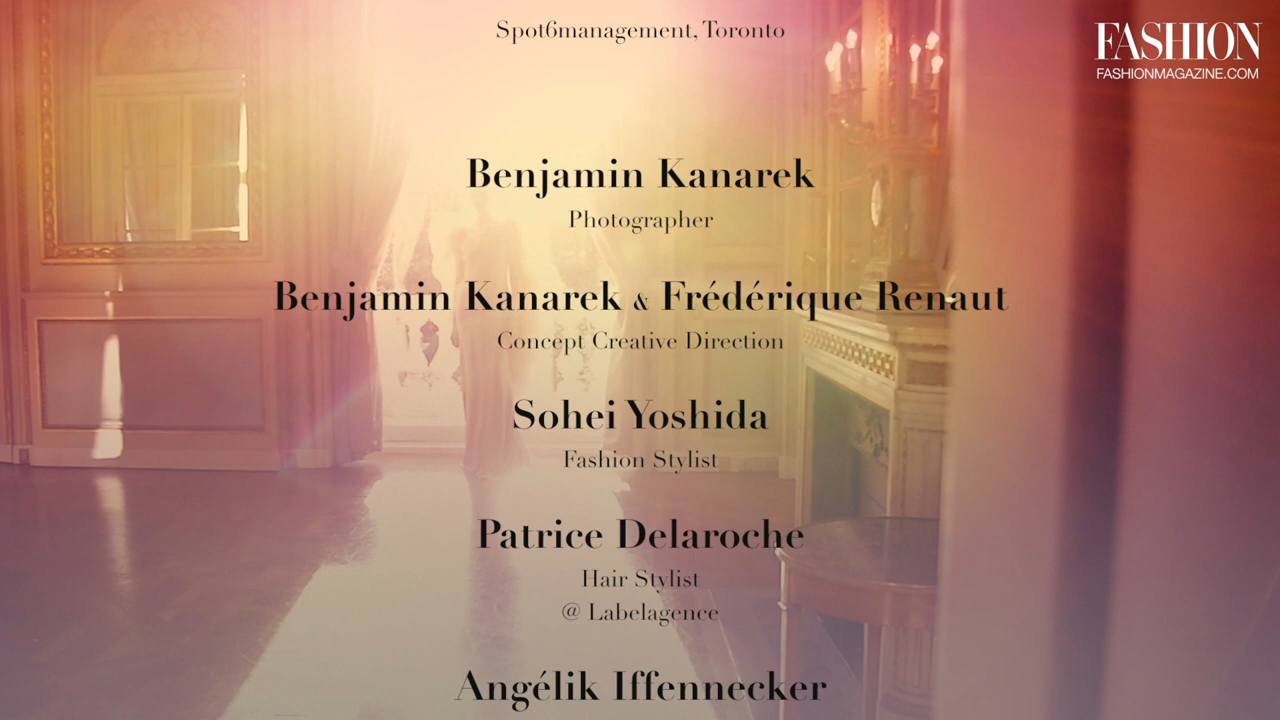 Spot6management, Toronto
FASHION
FASHIONMAGAZINE.COM
Benjamin Kanarek
Photographer
Benjamin Kanarek & Frédérique Renaut
Concept Creative Direction
Sohei Yoshida
Fashion Stylist
Patrice Delaroche
Hair Stylist
@ Labelagence
Angélik Iffennecker